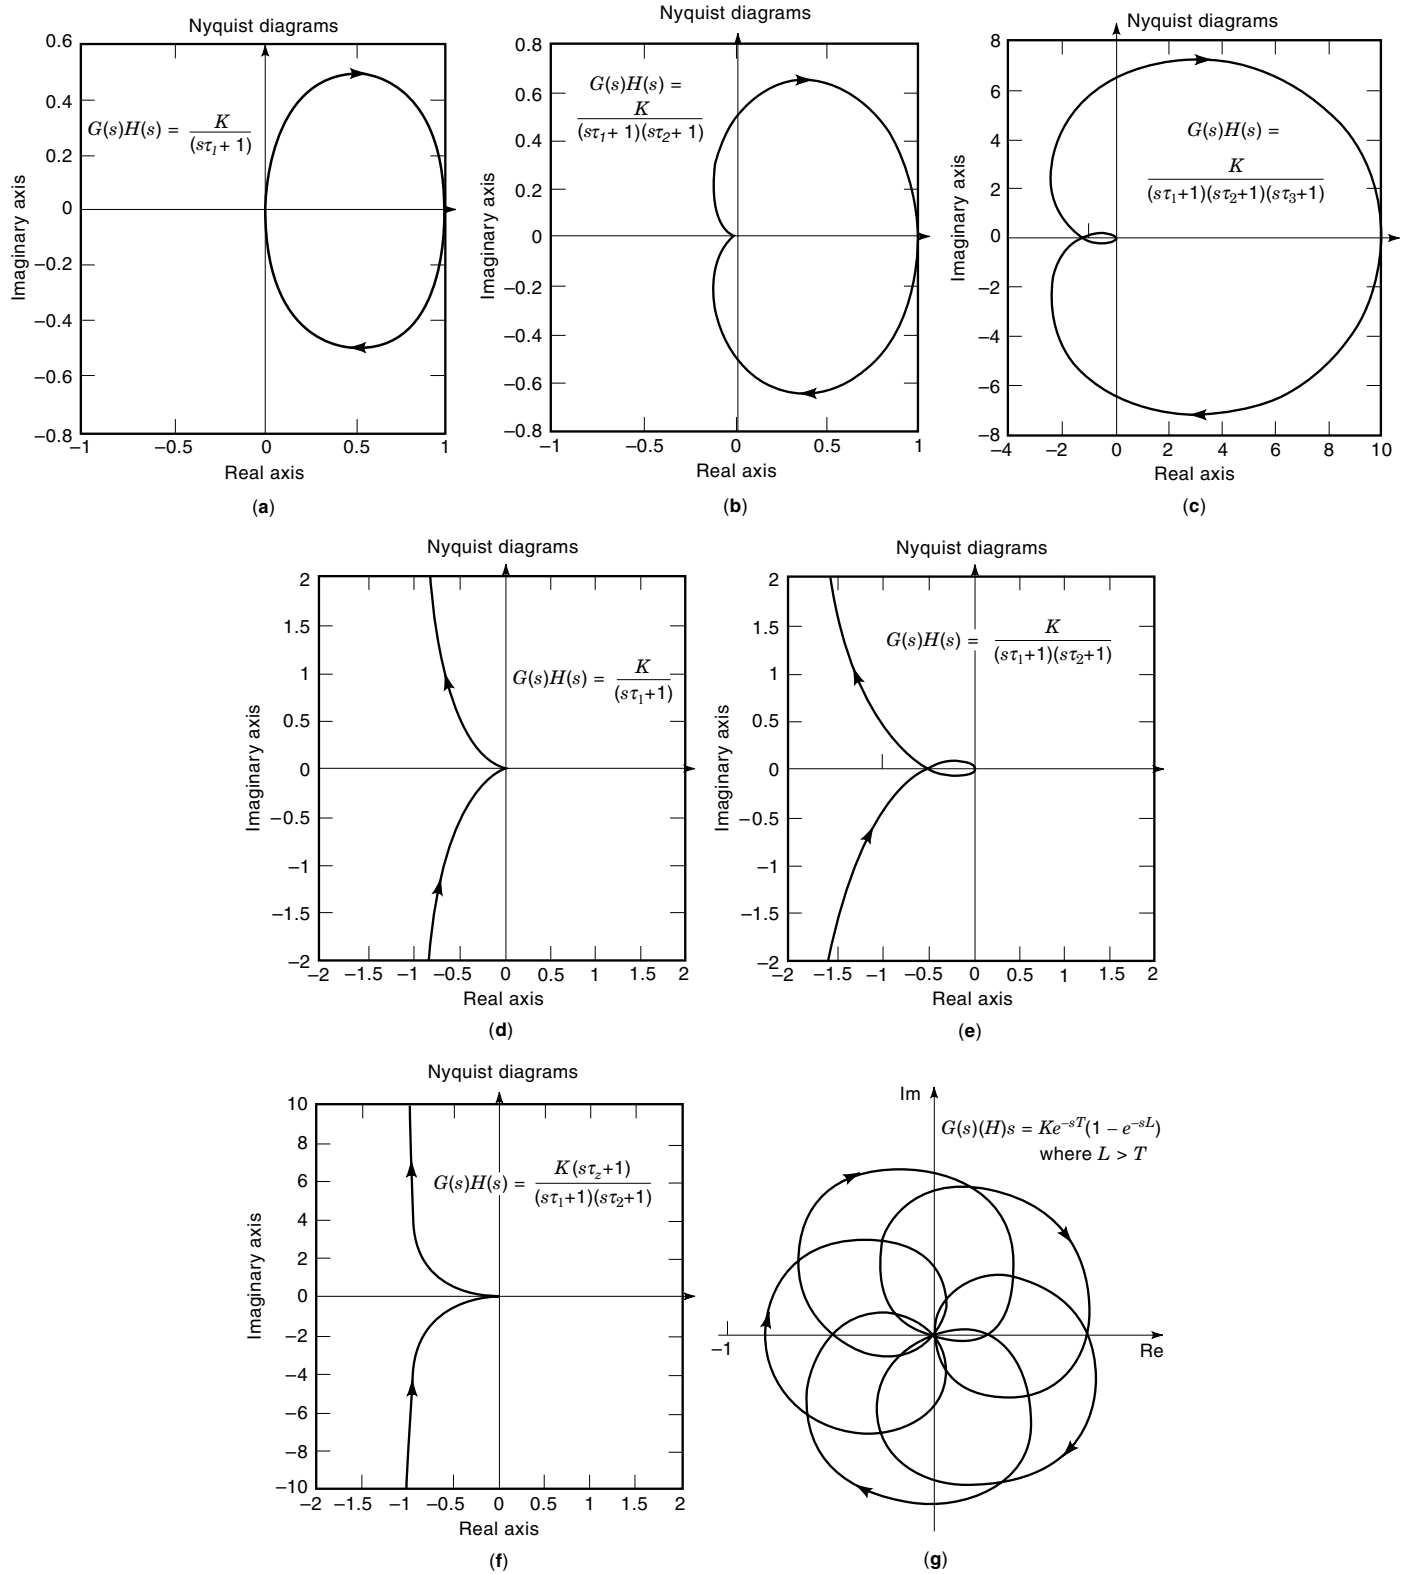 Nyquist diagrams
0.6
0.4
0.2
0
−0.2
−0.4
−0.6
−0.8
−1
−0.5
0
0.5
1
Imaginary axis
Real axis
G(s)H(s) = K
(sτ₁ + 1)
(a)
Nyquist diagrams
0.8
0.6
0.4
0.2
0
−0.2
−0.4
−0.6
−0.8
−1
−0.5
0
0.5
1
Imaginary axis
Real axis
G(s)H(s) =
K
(sτ₁ + 1)(sτ₂ + 1)
(b)
Nyquist diagrams
8
6
4
2
0
−2
−4
−6
−8
−4
−2
0
2
4
6
8
10
Imaginary axis
Real axis
G(s)H(s) =
K
(sτ₁+1)(sτ₂+1)(sτ₃+1)
(c)
Nyquist diagrams
2
1.5
1
0.5
0
−0.5
−1
−1.5
−2
−2
−1.5
−1
−0.5
0
0.5
1
1.5
2
Imaginary axis
Real axis
G(s)H(s) = K
(sτ₁+1)
(d)
Nyquist diagrams
2
1.5
1
0.5
0
−0.5
−1
−1.5
−2
−2
−1.5
−1
−0.5
0
0.5
1
1.5
2
Imaginary axis
Real axis
G(s)H(s) = K
(sτ₁+1)(sτ₂+1)
(e)
Nyquist diagrams
10
8
6
4
2
0
−2
−4
−6
−8
−10
−2
−1.5
−1
−0.5
0
0.5
1
1.5
2
Imaginary axis
Real axis
G(s)H(s) = K(sτ_z+1)
(sτ₁+1)(sτ₂+1)
(f)
Im
G(s)(H)s = Ke^{−sT}(1 − e^{−sL})
where L > T
−1
Re
(g)